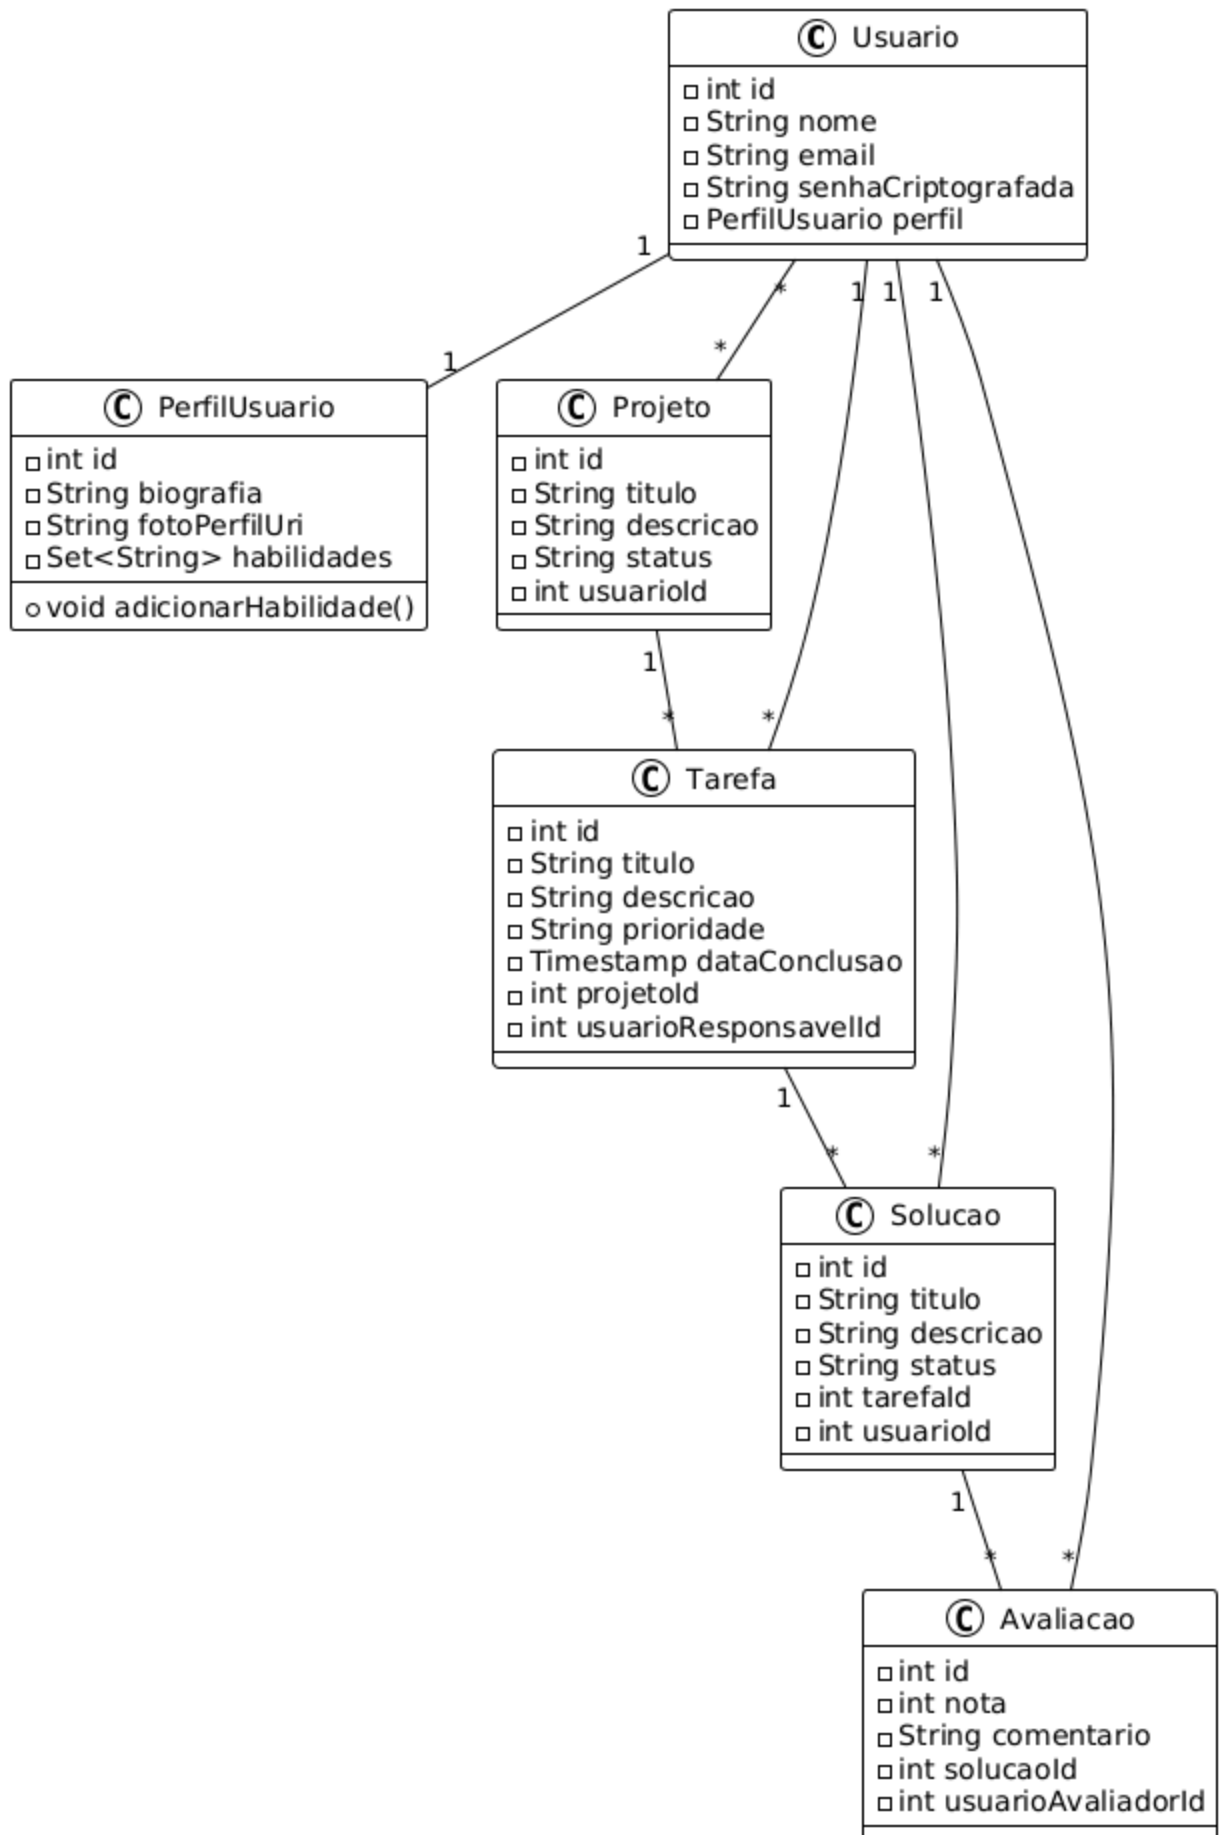 C Usuario
int id
String nome
String email
String senhaCriptografada
PerfilUsuario perfil
1
* 1 1 1
1
*
C PerfilUsuario
int id
String biografia
String fotoPerfilUri
Set<String> habilidades
void adicionarHabilidade()
C Projeto
int id
String titulo
String descricao
String status
int usuarioId
1
* *
C Tarefa
int id
String titulo
String descricao
String prioridade
Timestamp dataConclusao
int projetoId
int usuarioResponsavelId
1
* *
C Solucao
int id
String titulo
String descricao
String status
int tarefaId
int usuarioId
1
* *
C Avaliacao
int id
int nota
String comentario
int solucaoId
int usuarioAvaliadorId